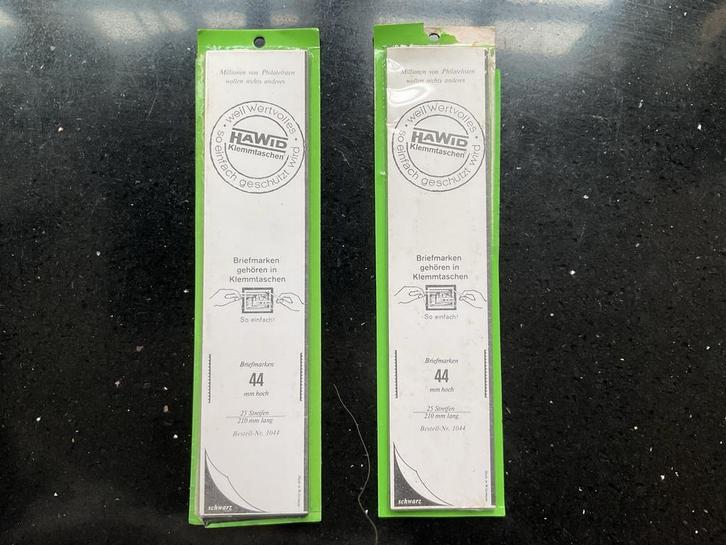 Millionen von Philatelisten
wollen nichts anderes
weil Wertvolles
so einfach geschützt wird
HAWID
Klemmtaschen
Briefmarken
gehören in
Klemmtaschen
So einfach!
Briefmarken
44
mm hoch
25 Streifen
210 mm lang
Bestell-Nr. 1044
schwarz
Millionen von Philatelisten
wollen nichts anderes
weil Wertvolles
so einfach geschützt wird
HAWID
Klemmtaschen
Briefmarken
gehören in
Klemmtaschen
So einfach!
Briefmarken
44
mm hoch
25 Streifen
210 mm lang
Bestell-Nr. 1044
schwarz